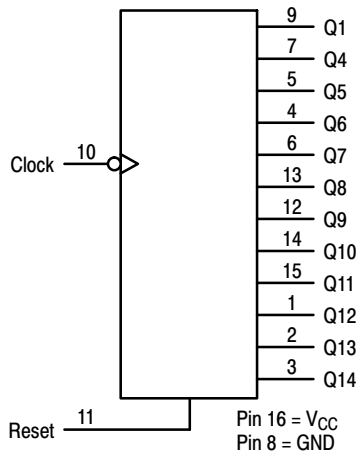 9 Q1
7 Q4
5 Q5
4 Q6
6 Q7
Clock 10
13 Q8
12 Q9
14 Q10
15 Q11
1 Q12
2 Q13
3 Q14
Reset 11
Pin 16 = VCC
Pin 8 = GND